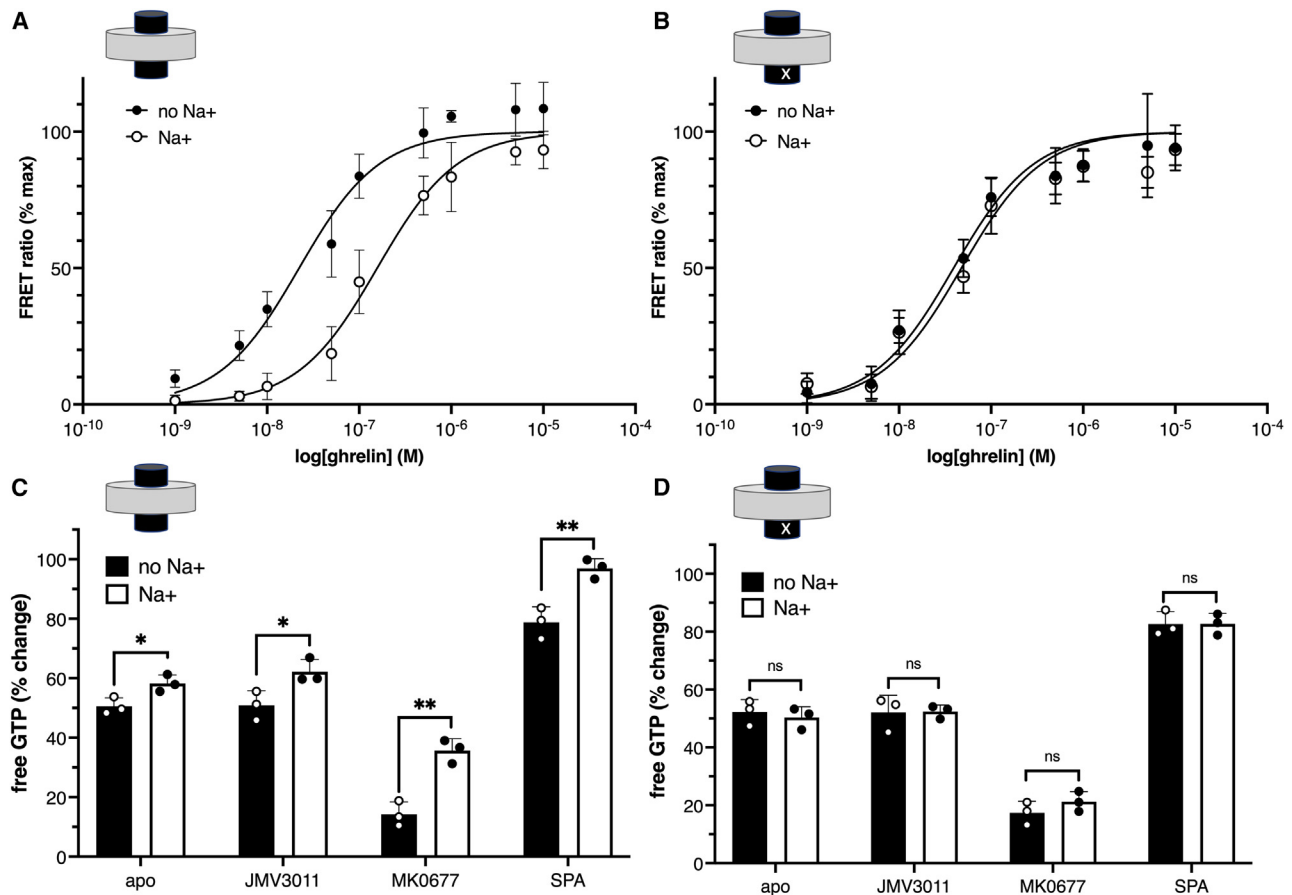 A
no Na+
Na+
FRET ratio (% max)
100
50
0
10-10
10-9
10-8
10-7
10-6
10-5
10-4
log[ghrelin] (M)
B
X
no Na+
Na+
FRET ratio (% max)
100
50
0
10-10
10-9
10-8
10-7
10-6
10-5
10-4
log[ghrelin] (M)
C
no Na+
Na+
free GTP (% change)
100
80
60
40
20
0
*
*
**
**
apo
JMV3011
MK0677
SPA
D
X
no Na+
Na+
free GTP (% change)
100
80
60
40
20
0
ns
ns
ns
ns
apo
JMV3011
MK0677
SPA